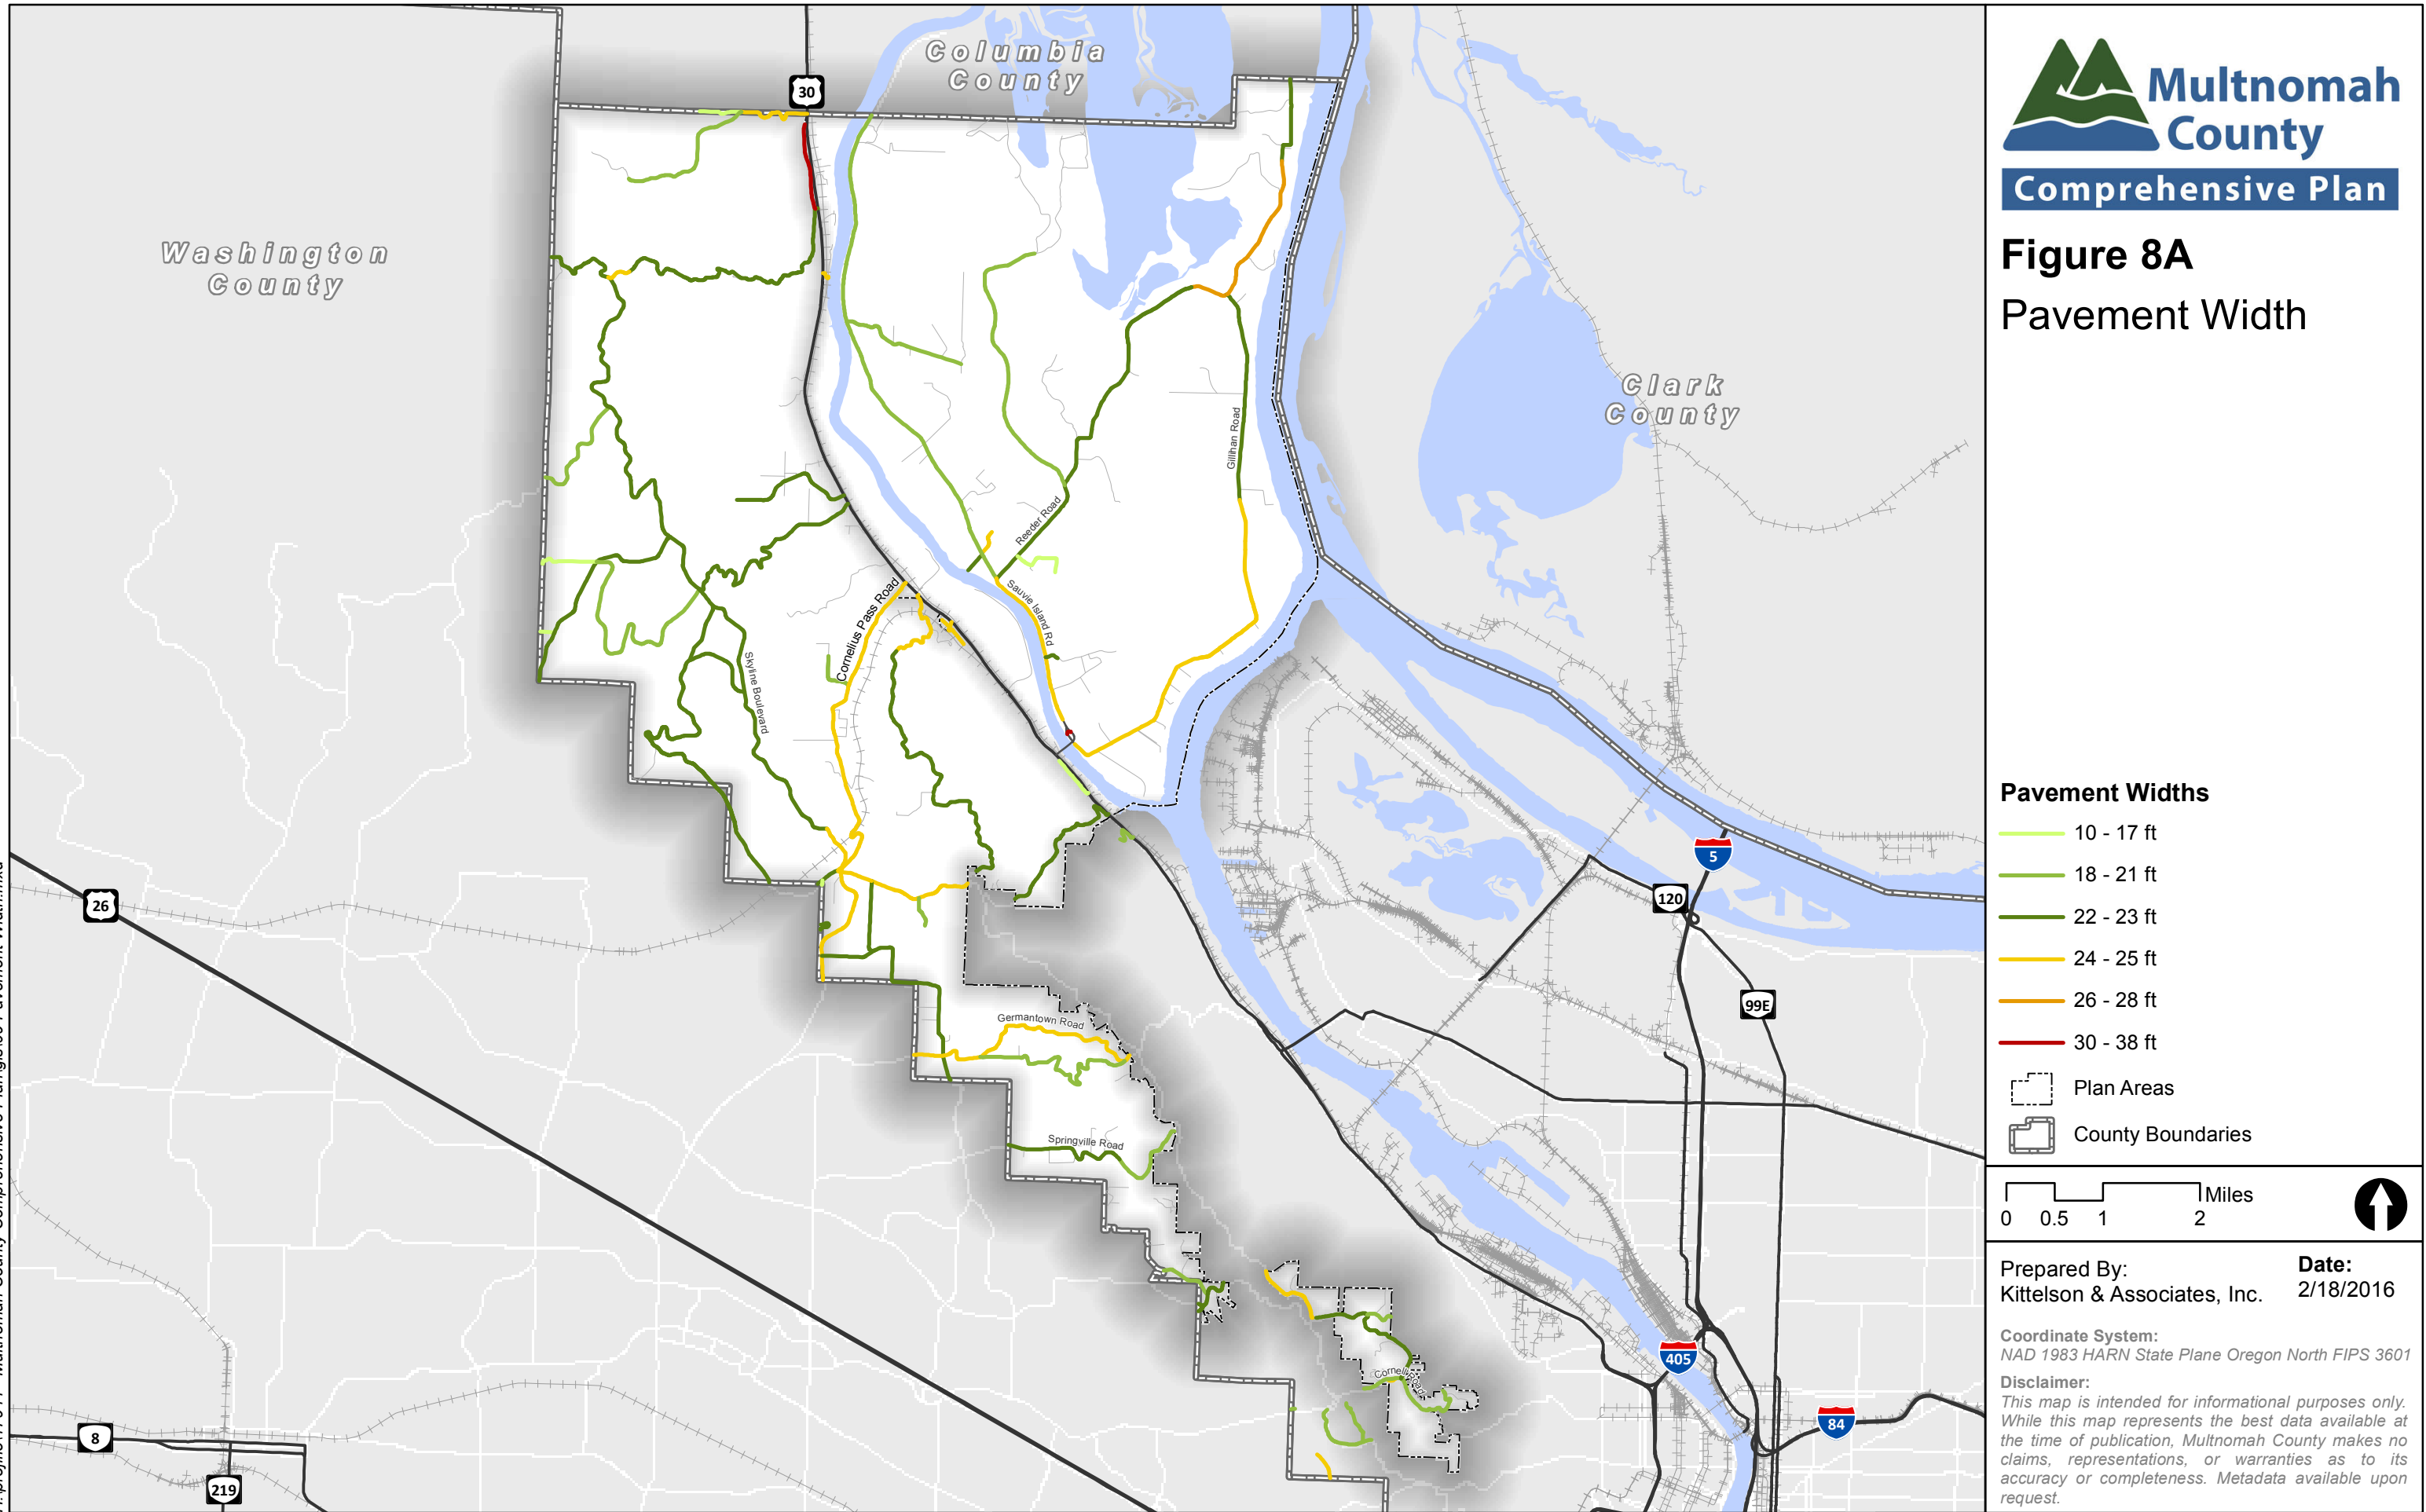 Columbia
County
30
Washington
County
Clark
County
Gillihan Road
Reeder Road
Sauvie Island Rd
Cornelius Pass Road
Skyline Boulevard
5
120
26
99E
Germantown Road
Springville Road
405
Cornell Road
84
8
219
Multnomah
County
Comprehensive Plan
Figure 8A
Pavement Width
Pavement Widths
10 - 17 ft
18 - 21 ft
22 - 23 ft
24 - 25 ft
26 - 28 ft
30 - 38 ft
Plan Areas
County Boundaries
Miles
0 0.5 1 2
Prepared By:
Kittelson & Associates, Inc.
Date:
2/18/2016
Coordinate System:
NAD 1983 HARN State Plane Oregon North FIPS 3601
Disclaimer:
This map is intended for informational purposes only.
While this map represents the best data available at
the time of publication, Multnomah County makes no
claims, representations, or warranties as to its
accuracy or completeness. Metadata available upon
request.